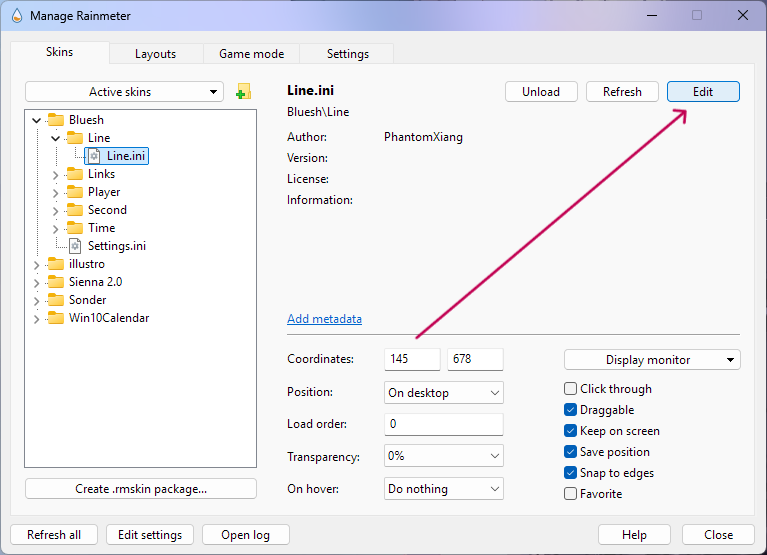 Manage Rainmeter
Skins
Layouts
Game mode
Settings
Active skins
Bluesh
Line
Line.ini
Links
Player
Second
Time
Settings.ini
illustro
Sienna 2.0
Sonder
Win10Calendar
Create .rmskin package...
Line.ini
Unload
Refresh
Edit
Bluesh\Line
Author: PhantomXiang
Version:
License:
Information:
Add metadata
Coordinates: 145 678
Position: On desktop
Load order: 0
Transparency: 0%
On hover: Do nothing
Display monitor
Click through
Draggable
Keep on screen
Save position
Snap to edges
Favorite
Refresh all
Edit settings
Open log
Help
Close